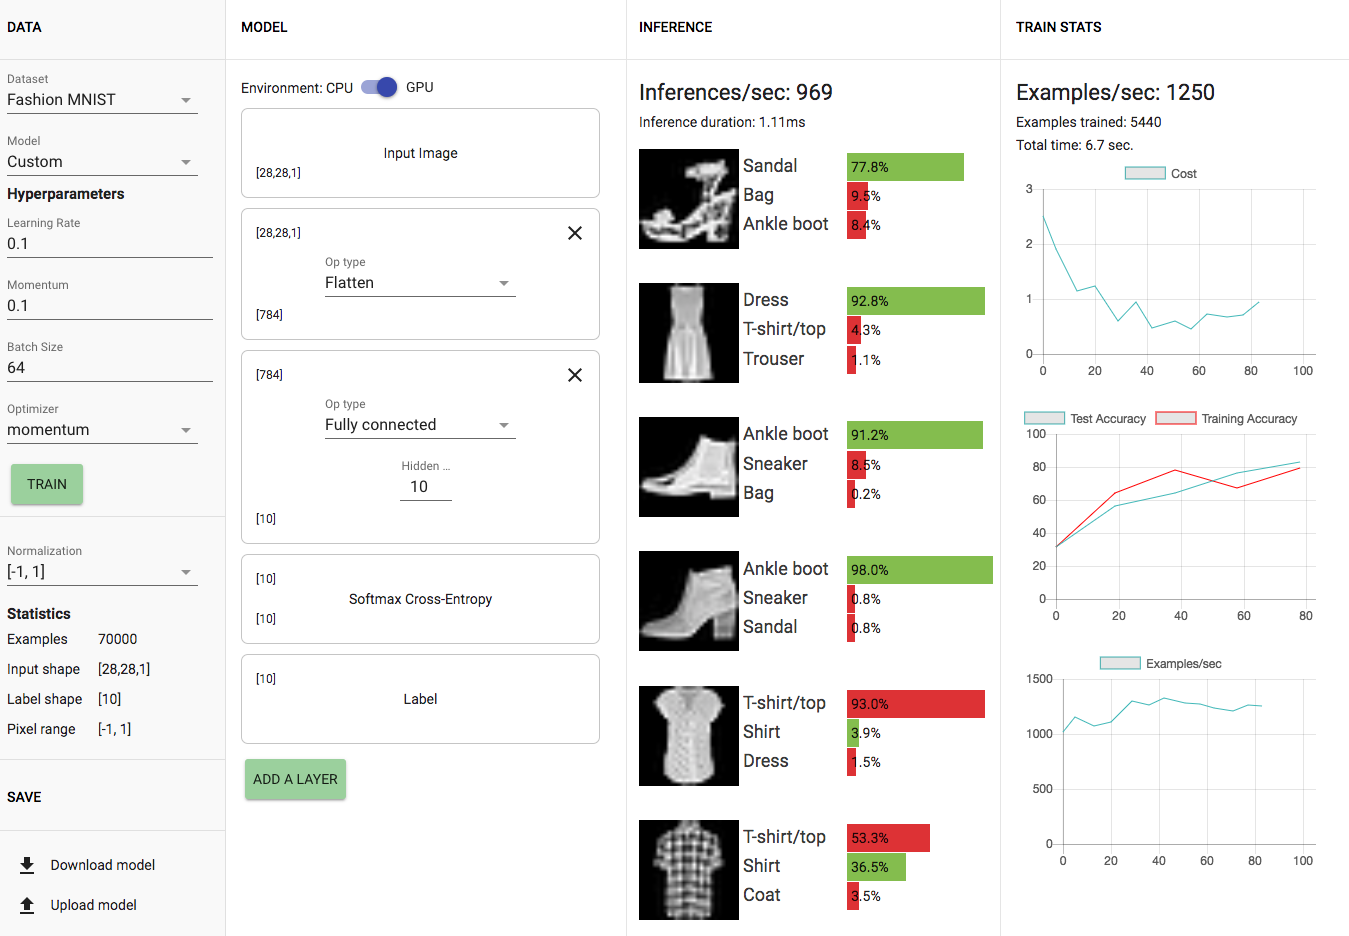 DATA
Dataset
Fashion MNIST
Model
Custom
Hyperparameters
Learning Rate
0.1
Momentum
0.1
Batch Size
64
Optimizer
momentum
TRAIN
Normalization
[-1, 1]
Statistics
Examples 70000
Input shape [28,28,1]
Label shape [10]
Pixel range [-1, 1]
SAVE
Download model
Upload model
MODEL
Environment: CPU GPU
Input Image
[28,28,1]
[28,28,1]
Op type
Flatten
[784]
[784]
Op type
Fully connected
Hidden ...
10
[10]
[10]
Softmax Cross-Entropy
[10]
[10]
Label
ADD A LAYER
INFERENCE
Inferences/sec: 969
Inference duration: 1.11ms
Sandal 77.8%
Bag 9.5%
Ankle boot 8.4%
Dress 92.8%
T-shirt/top 4.3%
Trouser 1.1%
Ankle boot 91.2%
Sneaker 8.5%
Bag 0.2%
Ankle boot 98.0%
Sneaker 0.8%
Sandal 0.8%
T-shirt/top 93.0%
Shirt 3.9%
Dress 1.5%
T-shirt/top 53.3%
Shirt 36.5%
Coat 3.5%
TRAIN STATS
Examples/sec: 1250
Examples trained: 5440
Total time: 6.7 sec.
Cost
3
2
1
0
0 20 40 60 80 100
Test Accuracy Training Accuracy
100
80
60
40
20
0
0 20 40 60 80
Examples/sec
1500
1000
500
0
0 20 40 60 80 100